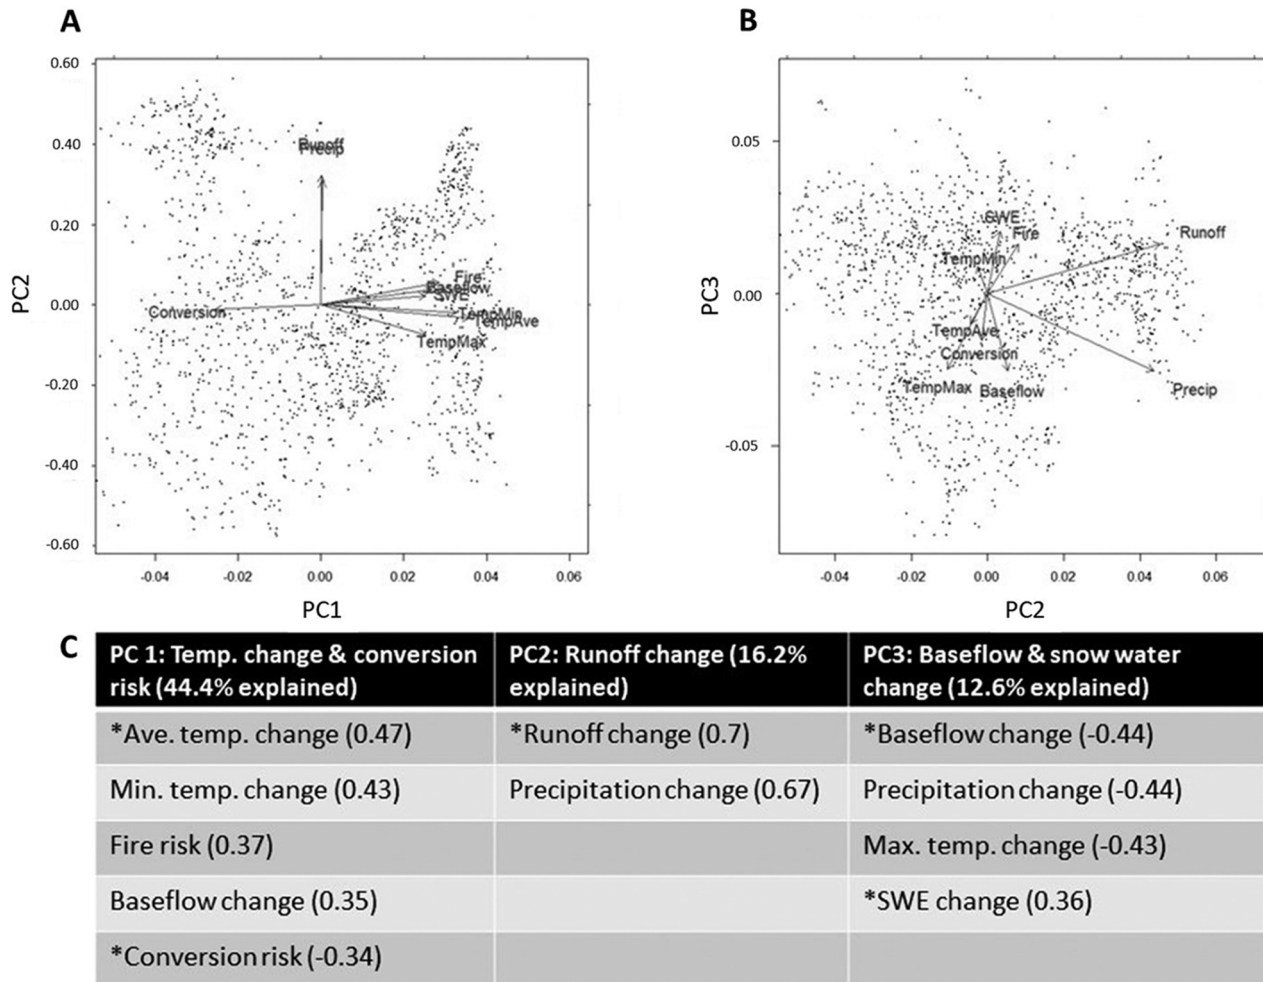 A
0.60
0.40
0.20
0.00
-0.20
-0.40
-0.60
PC2
Runoff
Precip
Fire
Baseflow
SWE
Conversion
TempMin
TempAve
TempMax
-0.04
-0.02
0.00
0.02
0.04
0.06
PC1
B
0.05
0.00
-0.05
PC3
SWE
Fire
Runoff
TempMin
TempAve
Conversion
TempMax
Baseflow
Precip
-0.04
-0.02
0.00
0.02
0.04
0.06
PC2
C
PC 1: Temp. change & conversion
risk (44.4% explained)
PC2: Runoff change (16.2%
explained)
PC3: Baseflow & snow water
change (12.6% explained)
*Ave. temp. change (0.47)
*Runoff change (0.7)
*Baseflow change (-0.44)
Min. temp. change (0.43)
Precipitation change (0.67)
Precipitation change (-0.44)
Fire risk (0.37)
Max. temp. change (-0.43)
Baseflow change (0.35)
*SWE change (0.36)
*Conversion risk (-0.34)